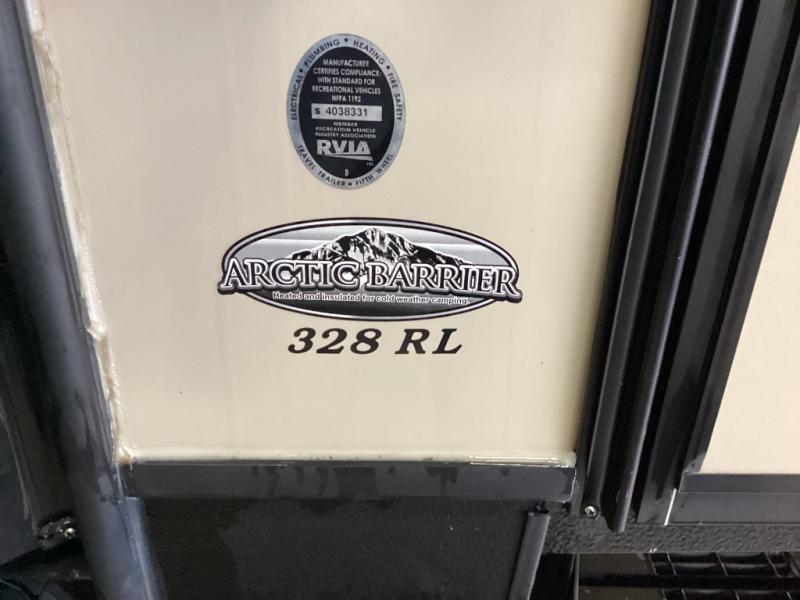 ELECTRICAL • PLUMBING • HEATING • FIRE SAFETY
MANUFACTURER
CERTIFIES COMPLIANCE
WITH STANDARD FOR
RECREATIONAL VEHICLES
NFPA 1192
S 4038331
MEMBER
RECREATION VEHICLE
INDUSTRY ASSOCIATION
RVIA
D
TRAVEL TRAILER • FIFTH WHEEL
ARCTIC BARRIER
Heated and insulated for cold weather camping
328 RL